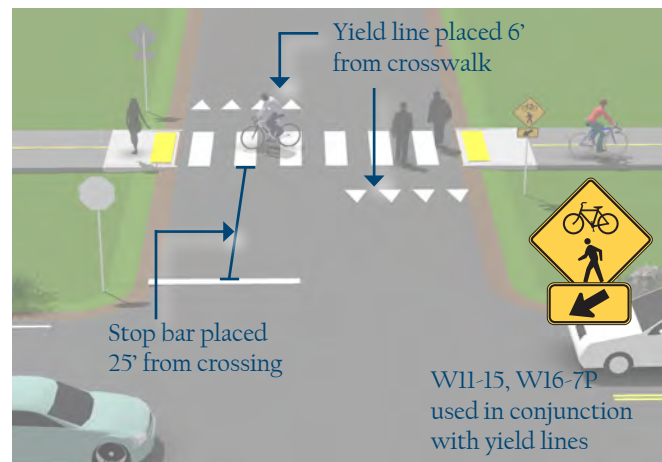 Yield line placed 6'
from crosswalk
Stop bar placed
25' from crossing
W11-15, W16-7P
used in conjunction
with yield lines